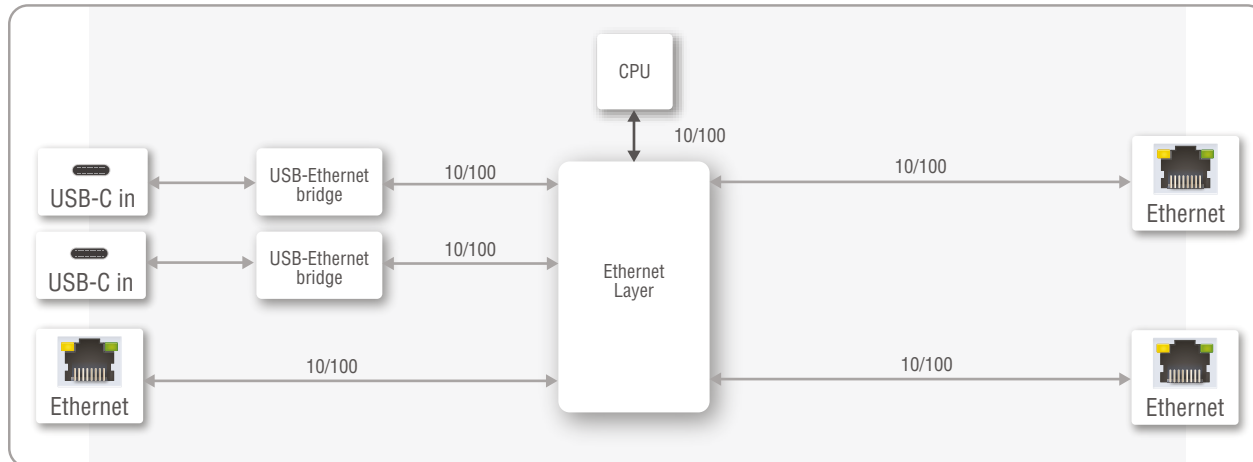 CPU
10/100
USB-C in
USB-Ethernet
bridge
10/100
10/100
Ethernet
USB-C in
USB-Ethernet
bridge
10/100
Ethernet
Layer
Ethernet
10/100
10/100
Ethernet